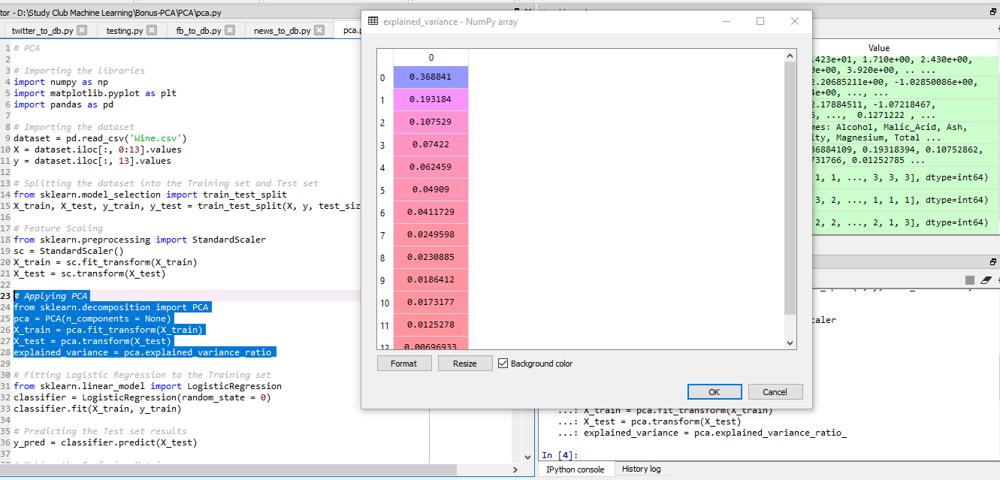 tor - D:\Study Club Machine Learning\Bonus-PCA\PCA\pca.py
twitter_to_db.py
testing.py
fb_to_db.py
news_to_db.py
pca.p
1 # PCA
2
3 # Importing the libraries
4 import numpy as np
5 import matplotlib.pyplot as plt
6 import pandas as pd
7
8 # Importing the dataset
9 dataset = pd.read_csv('Wine.csv')
10 X = dataset.iloc[:, 0:13].values
11 y = dataset.iloc[:, 13].values
12
13 # Splitting the dataset into the Training set and Test set
14 from sklearn.model_selection import train_test_split
15 X_train, X_test, y_train, y_test = train_test_split(X, y, test_siz
16
17 # Feature Scaling
18 from sklearn.preprocessing import StandardScaler
19 sc = StandardScaler()
20 X_train = sc.fit_transform(X_train)
21 X_test = sc.transform(X_test)
22
23 # Applying PCA
24 from sklearn.decomposition import PCA
25 pca = PCA(n_components = None)
26 X_train = pca.fit_transform(X_train)
27 X_test = pca.transform(X_test)
28 explained_variance = pca.explained_variance_ratio_
29
30 # Fitting Logistic Regression to the Training set
31 from sklearn.linear_model import LogisticRegression
32 classifier = LogisticRegression(random_state = 0)
33 classifier.fit(X_train, y_train)
34
35 # Predicting the Test set results
36 y_pred = classifier.predict(X_test)
37
explained_variance - NumPy array
0
0 0.368841
1 0.193184
2 0.107529
3 0.07422
4 0.062459
5 0.04909
6 0.0411729
7 0.0249598
8 0.0230885
9 0.0186412
10 0.0173177
11 0.0125278
12 0.00696933
Format
Resize
Background color
OK
Cancel
Value
.423e+01, 1.710e+00, 2.430e+00,
0e+00, 3.920e+00, .. ...
2.20685211e+00, -1.02850086e+00,
4e+00, ..., ...
2.17884511, -1.07218467,
5, ..., 0.1271222 , ...
mes: Alcohol, Malic_Acid, Ash,
ity, Magnesium, Total ...
36884109, 0.19318394, 0.10752862,
731766, 0.01252785 ...
1, 1, ..., 3, 3, 3], dtype=int64)
3, 2, ..., 1, 1, 1], dtype=int64)
2, 2, ..., 2, 1, 3], dtype=int64)
caler
...: X_train = pca.fit_transform(X_train)
...: X_test = pca.transform(X_test)
...: explained_variance = pca.explained_variance_ratio_
In [4]:
IPython console
History log